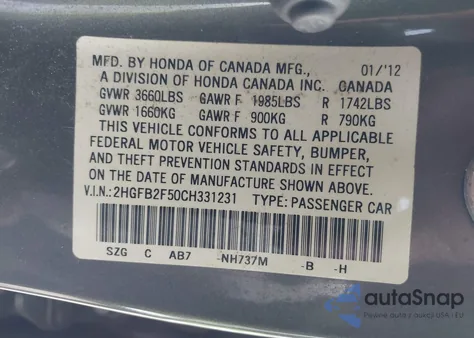 MFD. BY HONDA OF CANADA MFG., 01/'12
A DIVISION OF HONDA CANADA INC. CANADA
GVWR 3660LBS GAWR F 1985LBS R 1742LBS
GVWR 1660KG GAWR F 900KG R 790KG
THIS VEHICLE CONFORMS TO ALL APPLICABLE
FEDERAL MOTOR VEHICLE SAFETY, BUMPER,
AND THEFT PREVENTION STANDARDS IN EFFECT
ON THE DATE OF MANUFACTURE SHOWN ABOVE.
V.I.N.: 2HGFB2F50CH331231 TYPE: PASSENGER CAR
SZG C AB7 -NH737M -B -H
autoSnap